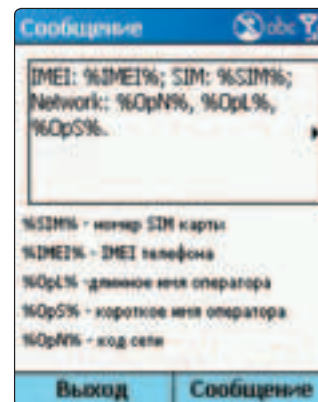 Сообщение abc
IMEI: %IMEI%; SIM: %SIM%;
Network: %OpN%, %OpL%,
%OpS%.
%SIM% - номер SIM карты
%IMEI% - IMEI телефона
%OpL% -длинное имя оператора
%OpS% - короткое имя оператора
%OpN% - код сети
Выход Сообщение